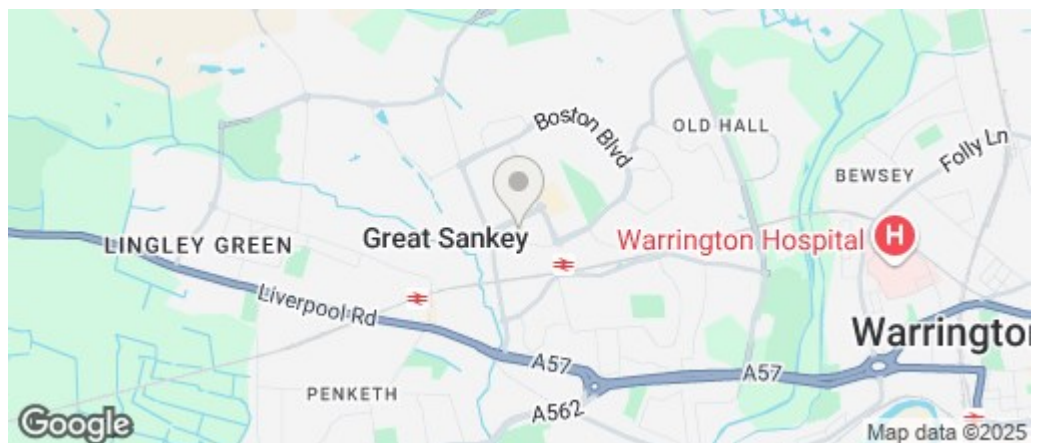 Boston Blvd
OLD HALL
Folly Ln
BEWSEY
Great Sankey
Warrington Hospital
H
LINGLEY GREEN
Liverpool Rd
Warrington
A57
A57
PENKETH
A562
Google
Map data ©2025